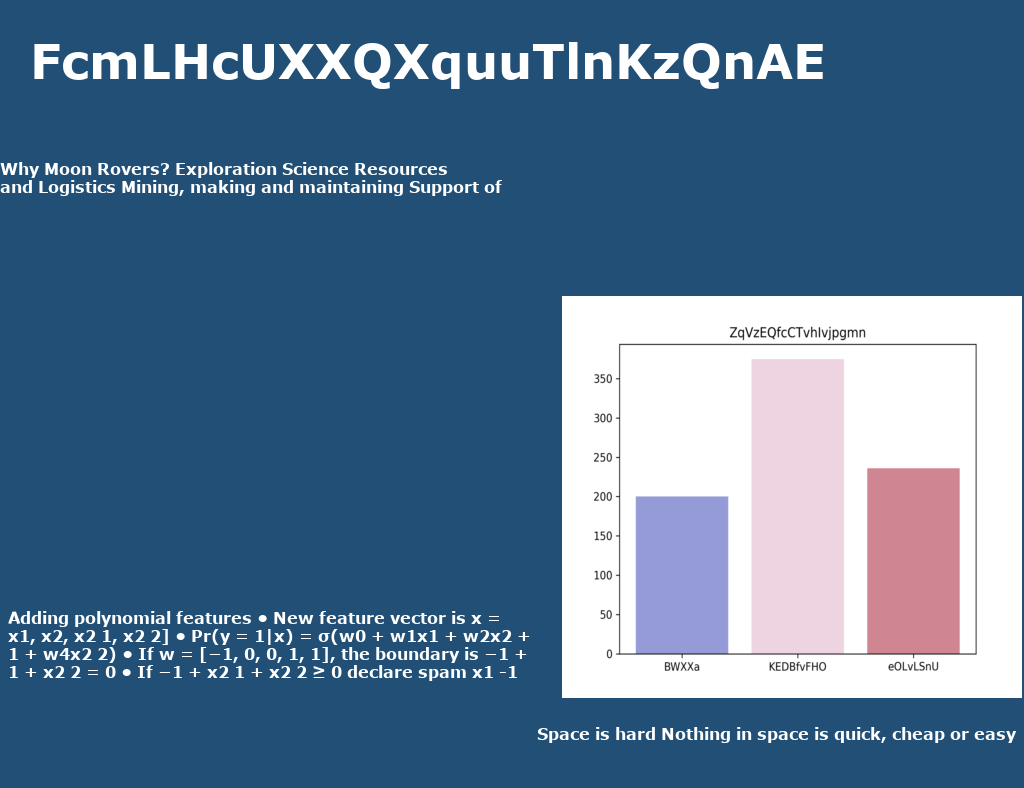 FcmLHcUXXQXquuTlnKzQnAE
Why Moon Rovers? Exploration Science Resources
and Logistics Mining, making and maintaining Support of
ZqVzEQfcCTvhIvjpgmn
350
300
250
200
150
100
50
0
BWXXa KEDBfvFHO eOLvLSnU
Adding polynomial features • New feature vector is x =
x1, x2, x2 1, x2 2] • Pr(y = 1|x) = σ(w0 + w1x1 + w2x2 +
1 + w4x2 2) • If w = [−1, 0, 0, 1, 1], the boundary is −1 +
1 + x2 2 = 0 • If −1 + x2 1 + x2 2 ≥ 0 declare spam x1 -1
Space is hard Nothing in space is quick, cheap or easy